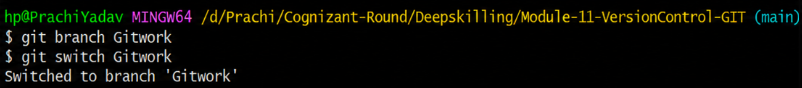 hp@PrachiYadav MINGW64 /d/Prachi/Cognizant-Round/Deepskilling/Module-11-VersionControl-GIT (main)
$ git branch Gitwork
$ git switch Gitwork
Switched to branch 'Gitwork'